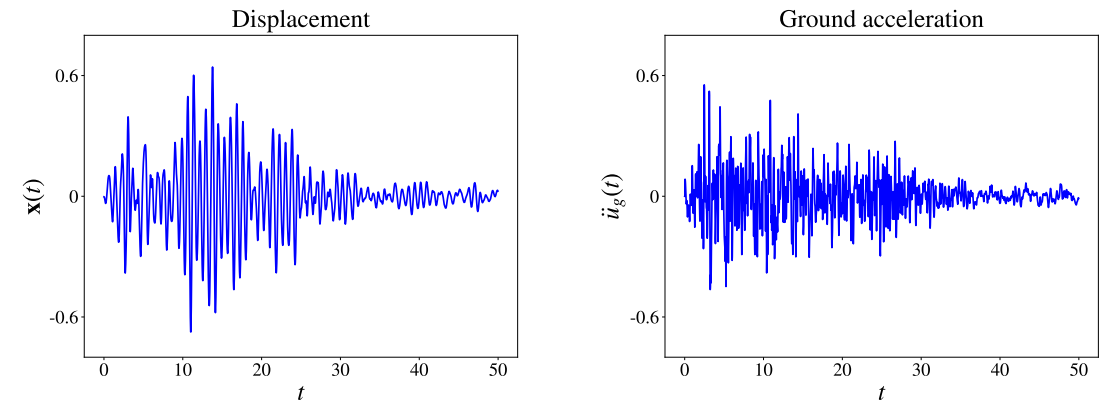 Displacement
0.6
0
-0.6
x(t)
0 10 20 30 40 50
t
Ground acceleration
0.6
0
-0.6
ü_g(t)
0 10 20 30 40 50
t